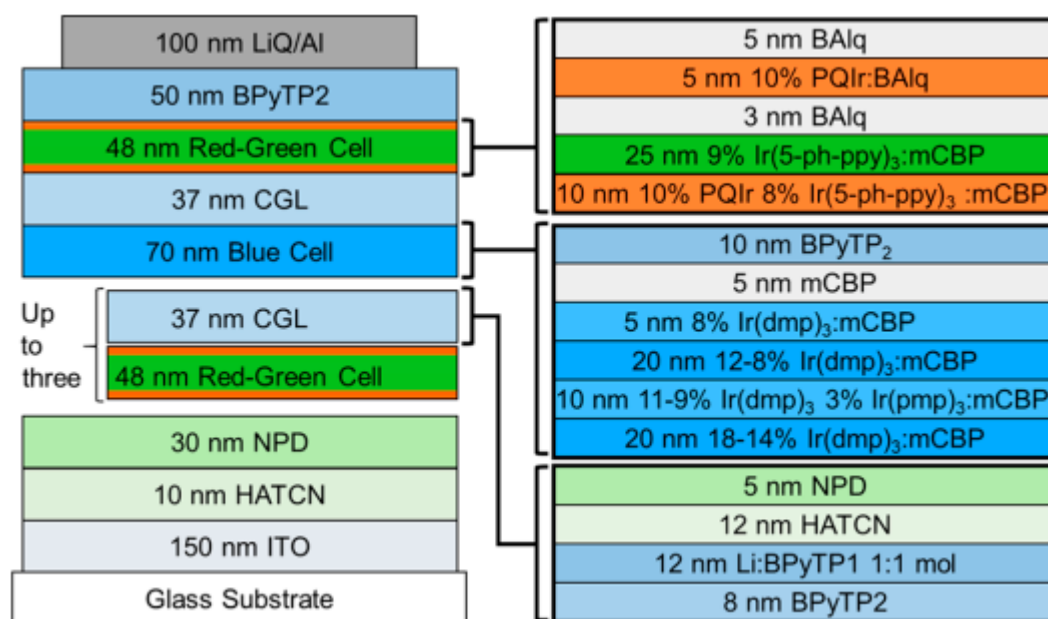 100 nm LiQ/Al
50 nm BPyTP2
48 nm Red-Green Cell
37 nm CGL
70 nm Blue Cell
Up
to
three
37 nm CGL
48 nm Red-Green Cell
30 nm NPD
10 nm HATCN
150 nm ITO
Glass Substrate
5 nm BAlq
5 nm 10% PQIr:BAlq
3 nm BAlq
25 nm 9% Ir(5-ph-ppy)₃:mCBP
10 nm 10% PQIr 8% Ir(5-ph-ppy)₃ :mCBP
10 nm BPyTP₂
5 nm mCBP
5 nm 8% Ir(dmp)₃:mCBP
20 nm 12-8% Ir(dmp)₃:mCBP
10 nm 11-9% Ir(dmp)₃ 3% Ir(pmp)₃:mCBP
20 nm 18-14% Ir(dmp)₃:mCBP
5 nm NPD
12 nm HATCN
12 nm Li:BPyTP1 1:1 mol
8 nm BPyTP2